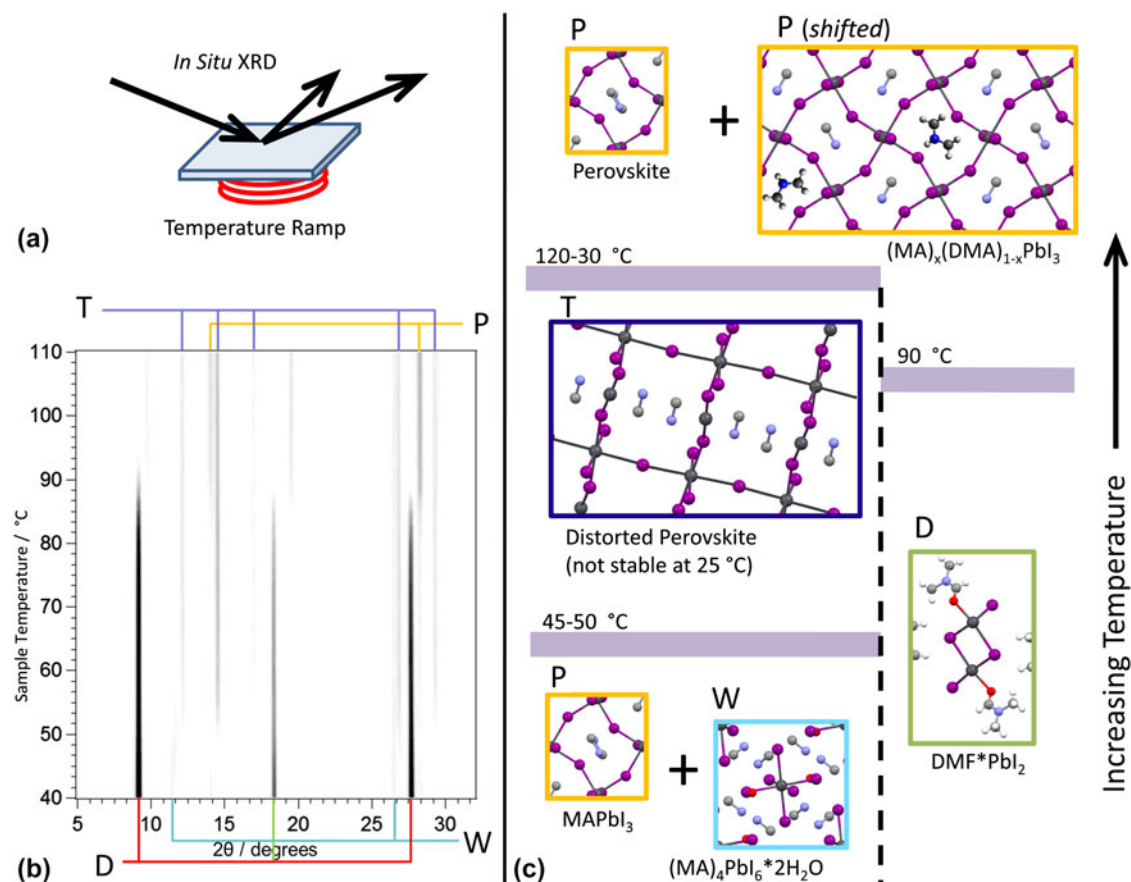 In Situ XRD
Temperature Ramp
(a)
T
P
110
100
90
80
70
60
50
40
Sample Temperature / °C
5
10
15
20
25
30
2θ / degrees
W
D
(b)
P
+
P (shifted)
Perovskite
(MA)ₓ(DMA)₁₋ₓPbI₃
120-30 °C
T
90 °C
Distorted Perovskite
(not stable at 25 °C)
D
45-50 °C
P
+
W
DMF*PbI₂
MAPbI₃
(MA)₄PbI₆*2H₂O
(c)
Increasing Temperature